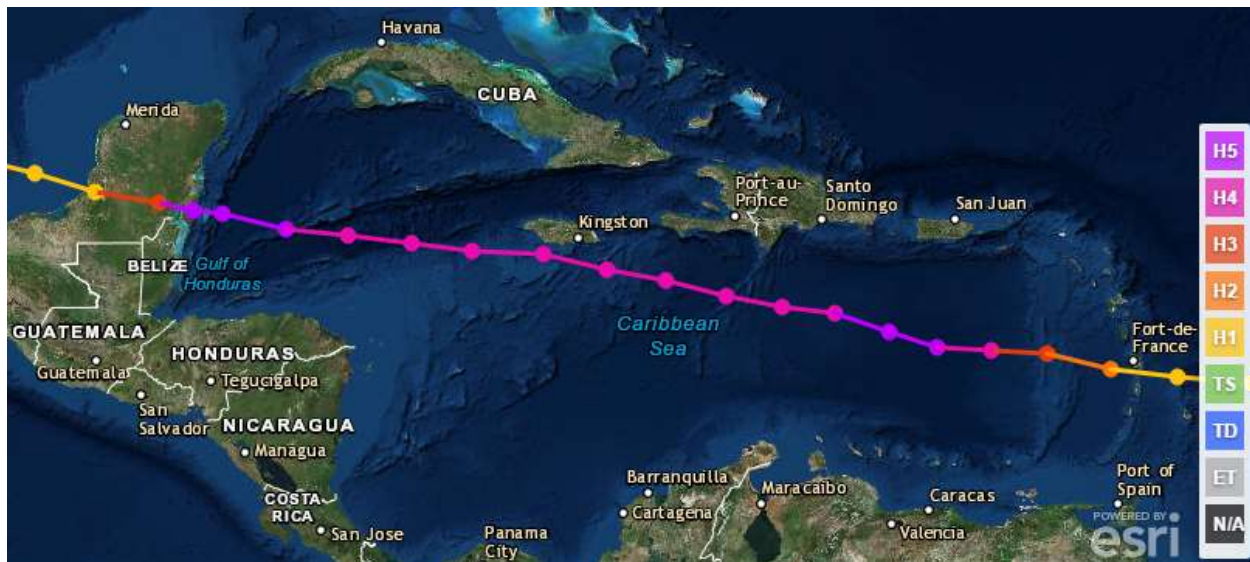 Havana
CUBA
Merida
Port-au-
Prince
Santo
Domingo
San Juan
Kingston
BELIZE
Gulf of
Honduras
Caribbean
Sea
Fort-de-
France
GUATEMALA
Guatemala
HONDURAS
Tegucigalpa
San
Salvador
NICARAGUA
Managua
COSTA
RICA
San Jose
Panama
City
Barranquilla
Cartagena
Maracaibo
Caracas
Valencia
Port of
Spain
H5
H4
H3
H2
H1
TS
TD
ET
N/A
POWERED BY
esri